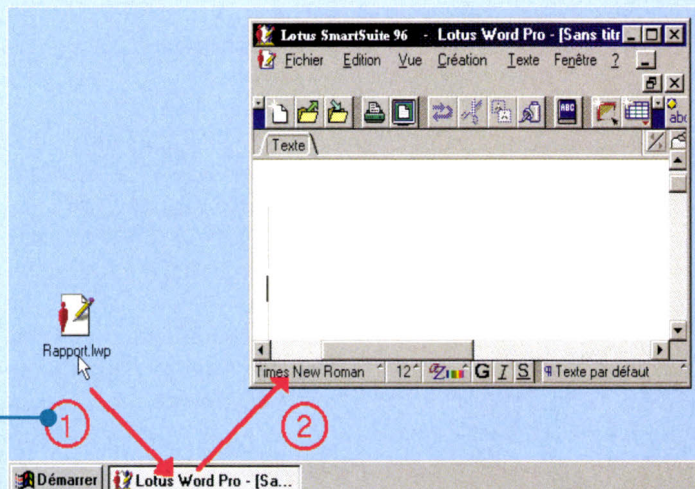 Lotus SmartSuite 96 - Lotus Word Pro - [Sans titr
Fichier Edition Vue Création Texte Fenêtre ?
ABC
abc
Texte
Rapport.lwp
Times New Roman 12 G I S Texte par défaut
1
2
Démarrer Lotus Word Pro - [Sa...